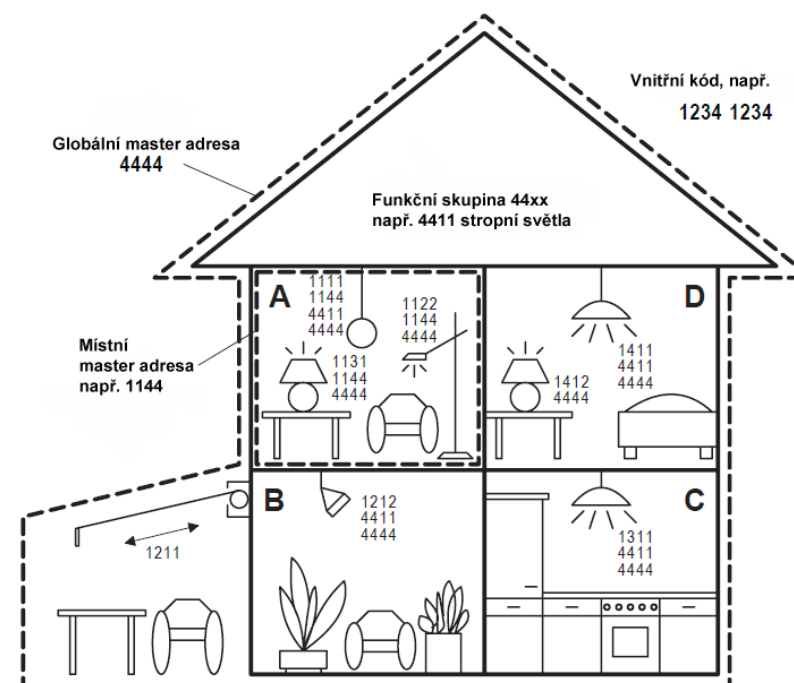 Vnitřní kód, např.
1234 1234
Globální master adresa
4444
Funkční skupina 44xx
např. 4411 stropní světla
A
1111
1144
4411
4444
1122
1144
4444
1131
1144
4444
Místní
master adresa
např. 1144
D
1411
4411
4444
1412
4444
B
1212
4411
4444
C
1311
4411
4444
1211